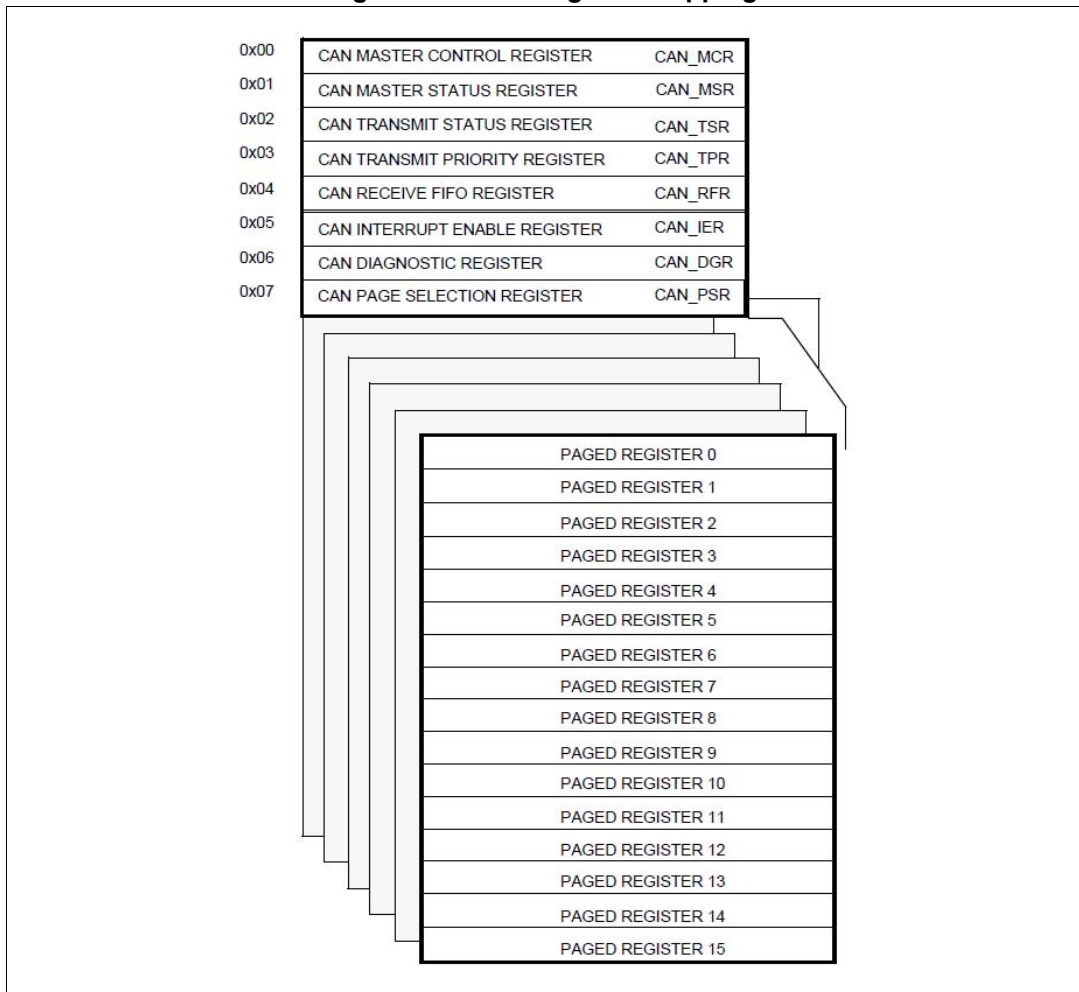 0x00 CAN MASTER CONTROL REGISTER CAN_MCR
0x01 CAN MASTER STATUS REGISTER CAN_MSR
0x02 CAN TRANSMIT STATUS REGISTER CAN_TSR
0x03 CAN TRANSMIT PRIORITY REGISTER CAN_TPR
0x04 CAN RECEIVE FIFO REGISTER CAN_RFR
0x05 CAN INTERRUPT ENABLE REGISTER CAN_IER
0x06 CAN DIAGNOSTIC REGISTER CAN_DGR
0x07 CAN PAGE SELECTION REGISTER CAN_PSR
PAGED REGISTER 0
PAGED REGISTER 1
PAGED REGISTER 2
PAGED REGISTER 3
PAGED REGISTER 4
PAGED REGISTER 5
PAGED REGISTER 6
PAGED REGISTER 7
PAGED REGISTER 8
PAGED REGISTER 9
PAGED REGISTER 10
PAGED REGISTER 11
PAGED REGISTER 12
PAGED REGISTER 13
PAGED REGISTER 14
PAGED REGISTER 15